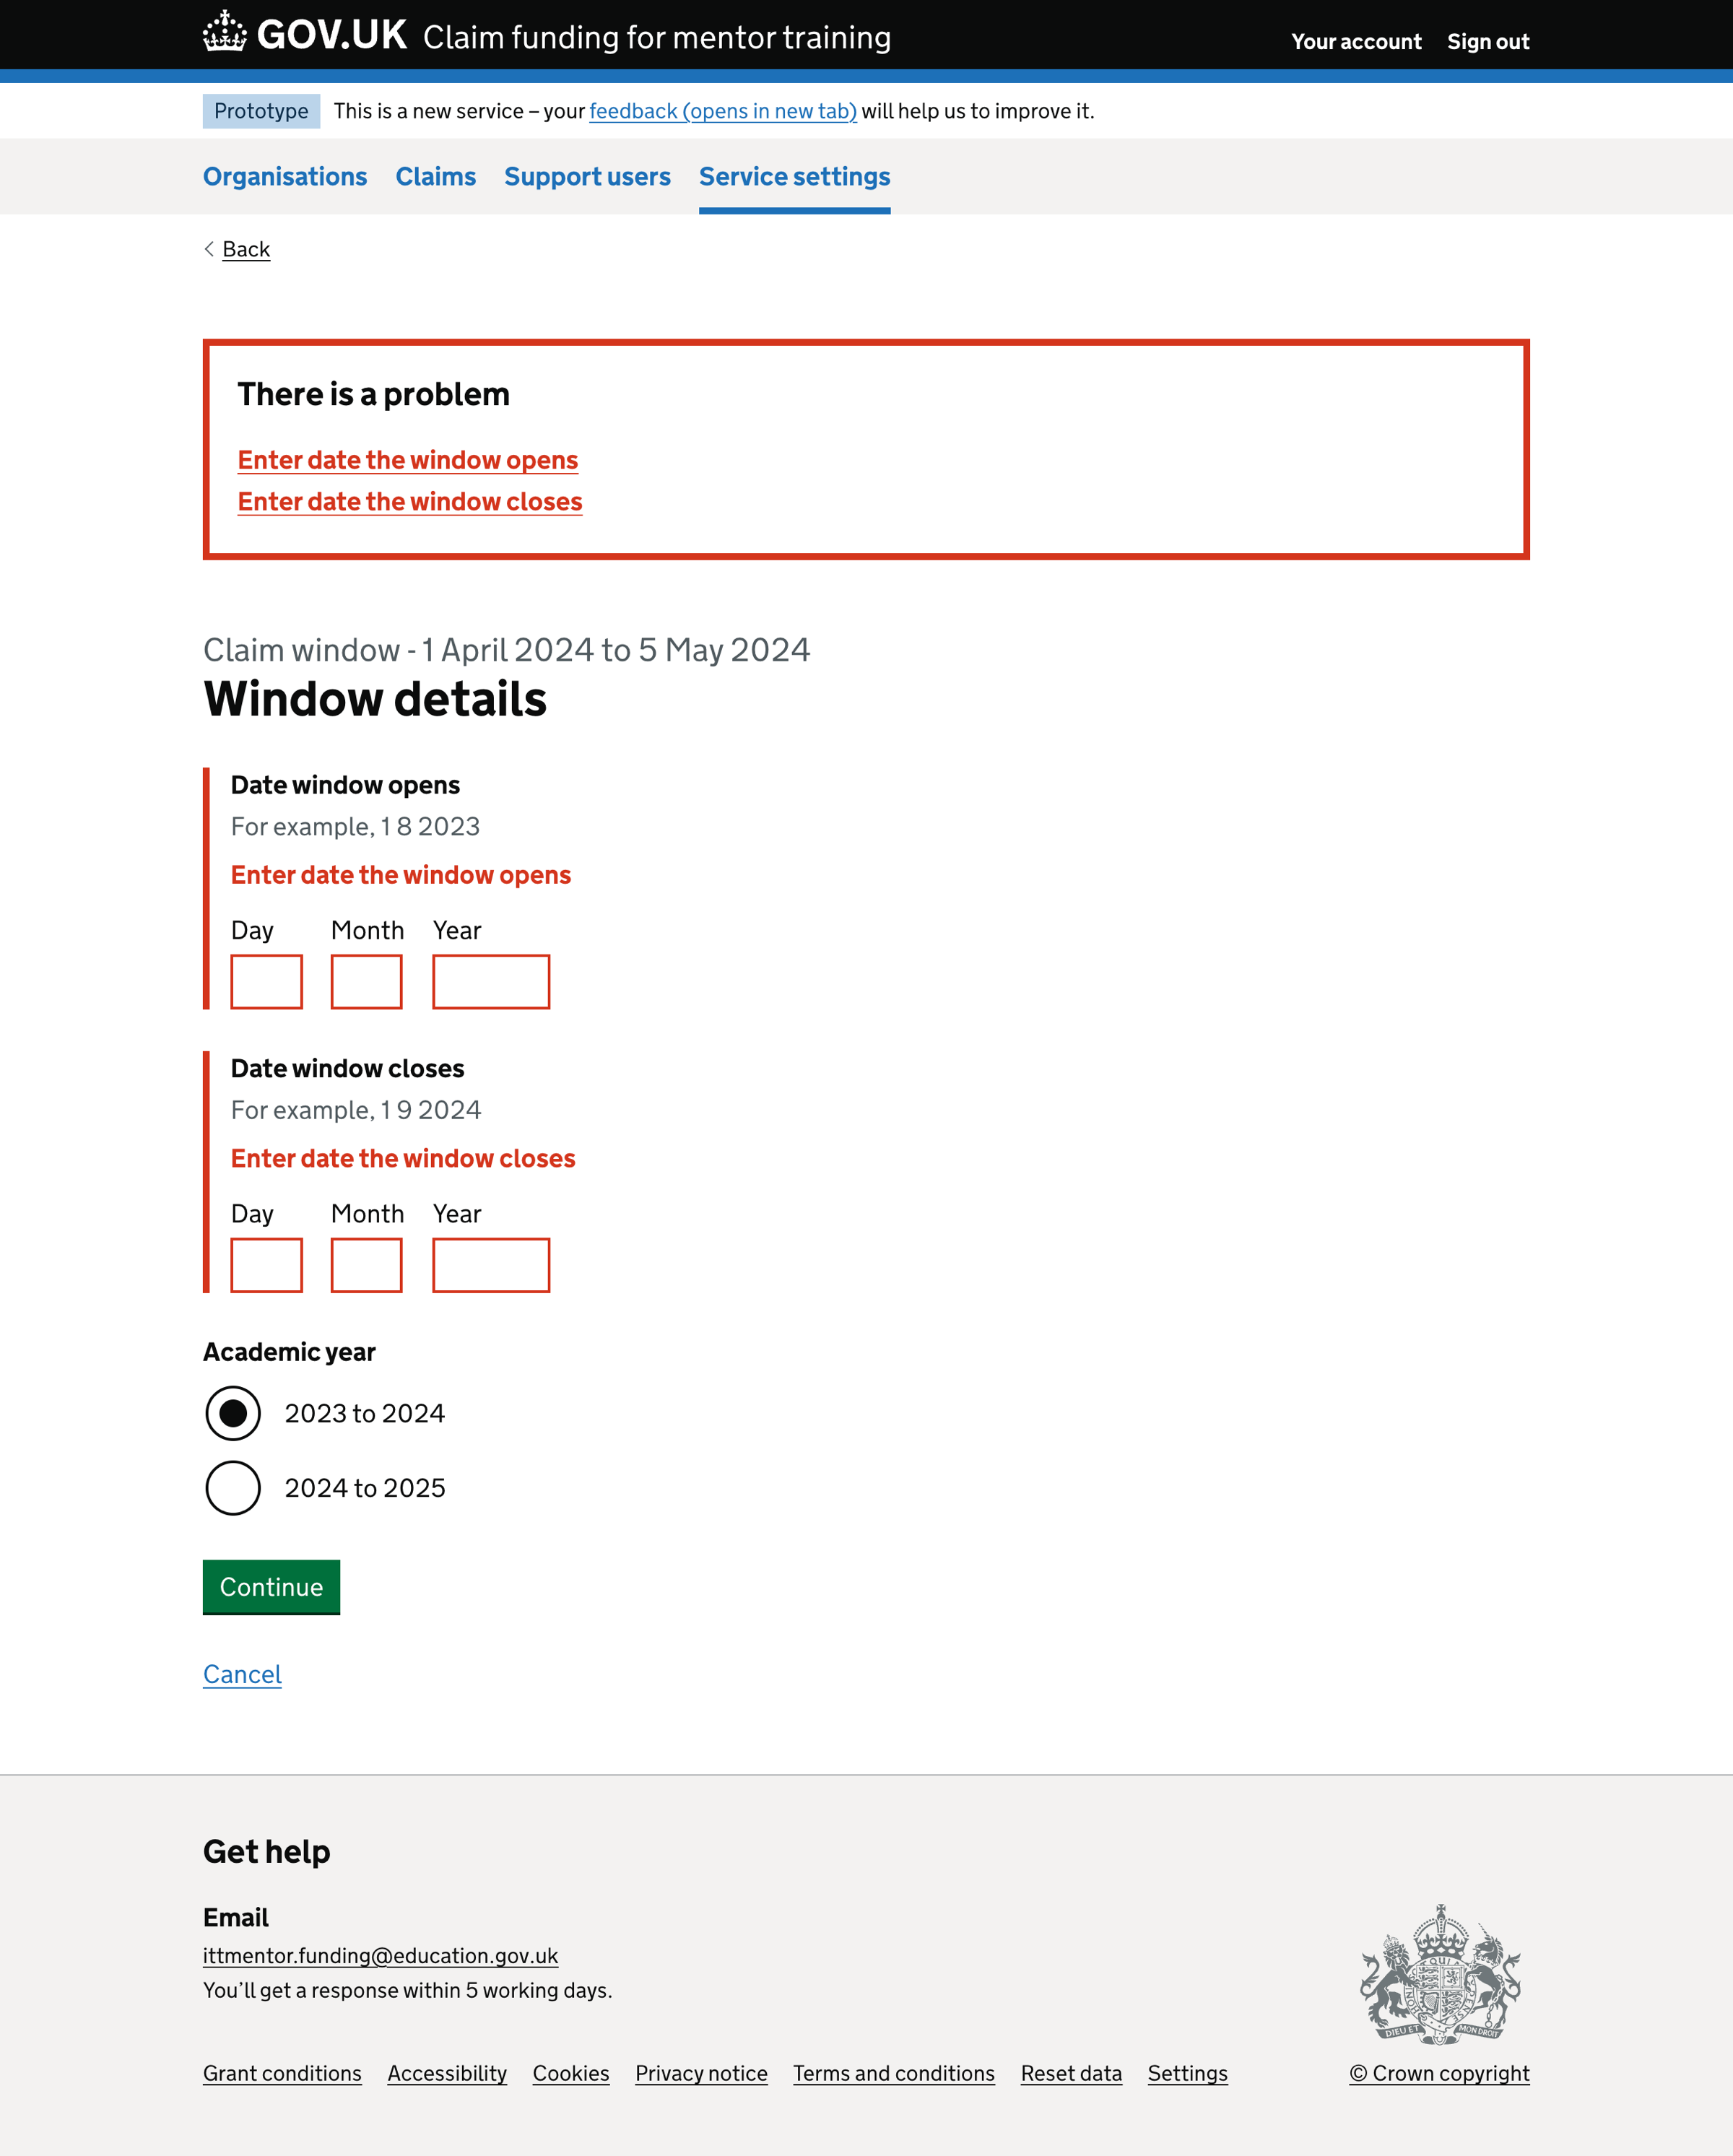 GOV.UK Claim funding for mentor training
Your account Sign out
Prototype This is a new service – your feedback (opens in new tab) will help us to improve it.
Organisations Claims Support users Service settings
Back
There is a problem
Enter date the window opens
Enter date the window closes
Claim window - 1 April 2024 to 5 May 2024
Window details
Date window opens
For example, 1 8 2023
Enter date the window opens
Day Month Year
Date window closes
For example, 1 9 2024
Enter date the window closes
Day Month Year
Academic year
2023 to 2024
2024 to 2025
Continue
Cancel
Get help
Email
ittmentor.funding@education.gov.uk
You’ll get a response within 5 working days.
DIEU ET MON DROIT
Grant conditions Accessibility Cookies Privacy notice Terms and conditions Reset data Settings
© Crown copyright